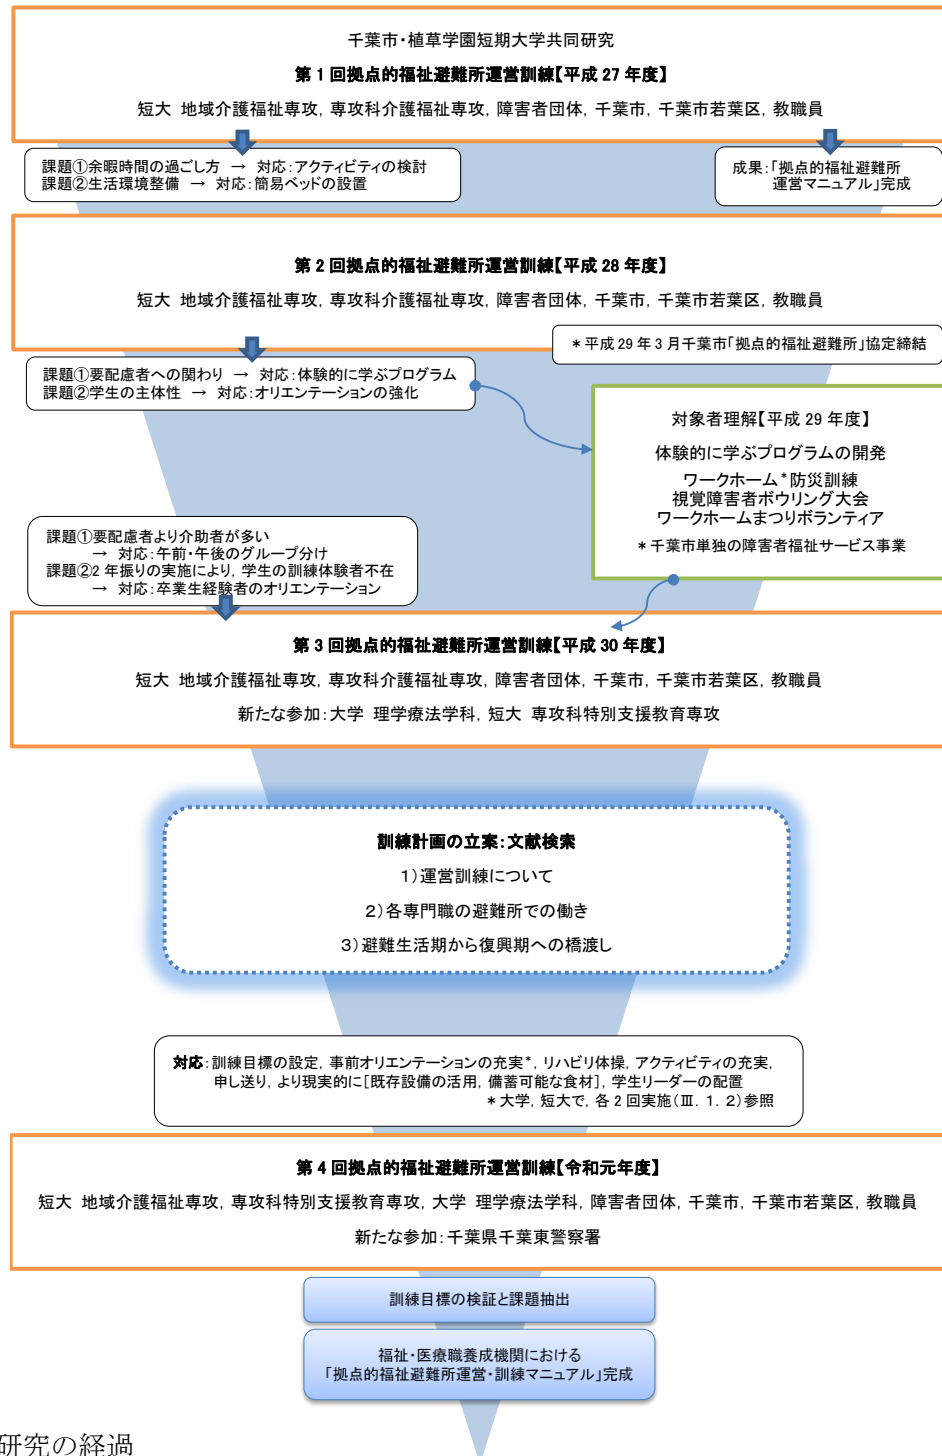 千葉市・植草学園短期大学共同研究
第1回拠点的福祉避難所運営訓練【平成27年度】
短大 地域介護福祉専攻，専攻科介護福祉専攻，障害者団体，千葉市，千葉市若葉区，教職員
課題①余暇時間の過ごし方 → 対応：アクティビティの検討
課題②生活環境整備 → 対応：簡易ベッドの設置
成果：「拠点的福祉避難所
運営マニュアル」完成
第2回拠点的福祉避難所運営訓練【平成28年度】
短大 地域介護福祉専攻，専攻科介護福祉専攻，障害者団体，千葉市，千葉市若葉区，教職員
＊平成29年3月千葉市「拠点的福祉避難所」協定締結
課題①要配慮者への関わり → 対応：体験的に学ぶプログラム
課題②学生の主体性 → 対応：オリエンテーションの強化
対象者理解【平成29年度】
体験的に学ぶプログラムの開発
ワークホーム*防災訓練
視覚障害者ボウリング大会
ワークホームまつりボランティア
＊千葉市単独の障害者福祉サービス事業
課題①要配慮者より介助者が多い
→ 対応：午前・午後のグループ分け
課題②2年振りの実施により，学生の訓練体験者不在
→ 対応：卒業生経験者のオリエンテーション
第3回拠点的福祉避難所運営訓練【平成30年度】
短大 地域介護福祉専攻，専攻科介護福祉専攻，障害者団体，千葉市，千葉市若葉区，教職員
新たな参加：大学 理学療法学科，短大 専攻科特別支援教育専攻
訓練計画の立案：文献検索
1）運営訓練について
2）各専門職の避難所での働き
3）避難生活期から復興期への橋渡し
対応：訓練目標の設定，事前オリエンテーションの充実*，リハビリ体操，アクティビティの充実，
申し送り，より現実的に［既存設備の活用，備蓄可能な食材］，学生リーダーの配置
＊大学，短大で，各2回実施（Ⅲ．1．2）参照
第4回拠点的福祉避難所運営訓練【令和元年度】
短大 地域介護福祉専攻，専攻科特別支援教育専攻，大学 理学療法学科，障害者団体，千葉市，千葉市若葉区，教職員
新たな参加：千葉県千葉東警察署
訓練目標の検証と課題抽出
福祉・医療職養成機関における
「拠点的福祉避難所運営・訓練マニュアル」完成
研究の経過